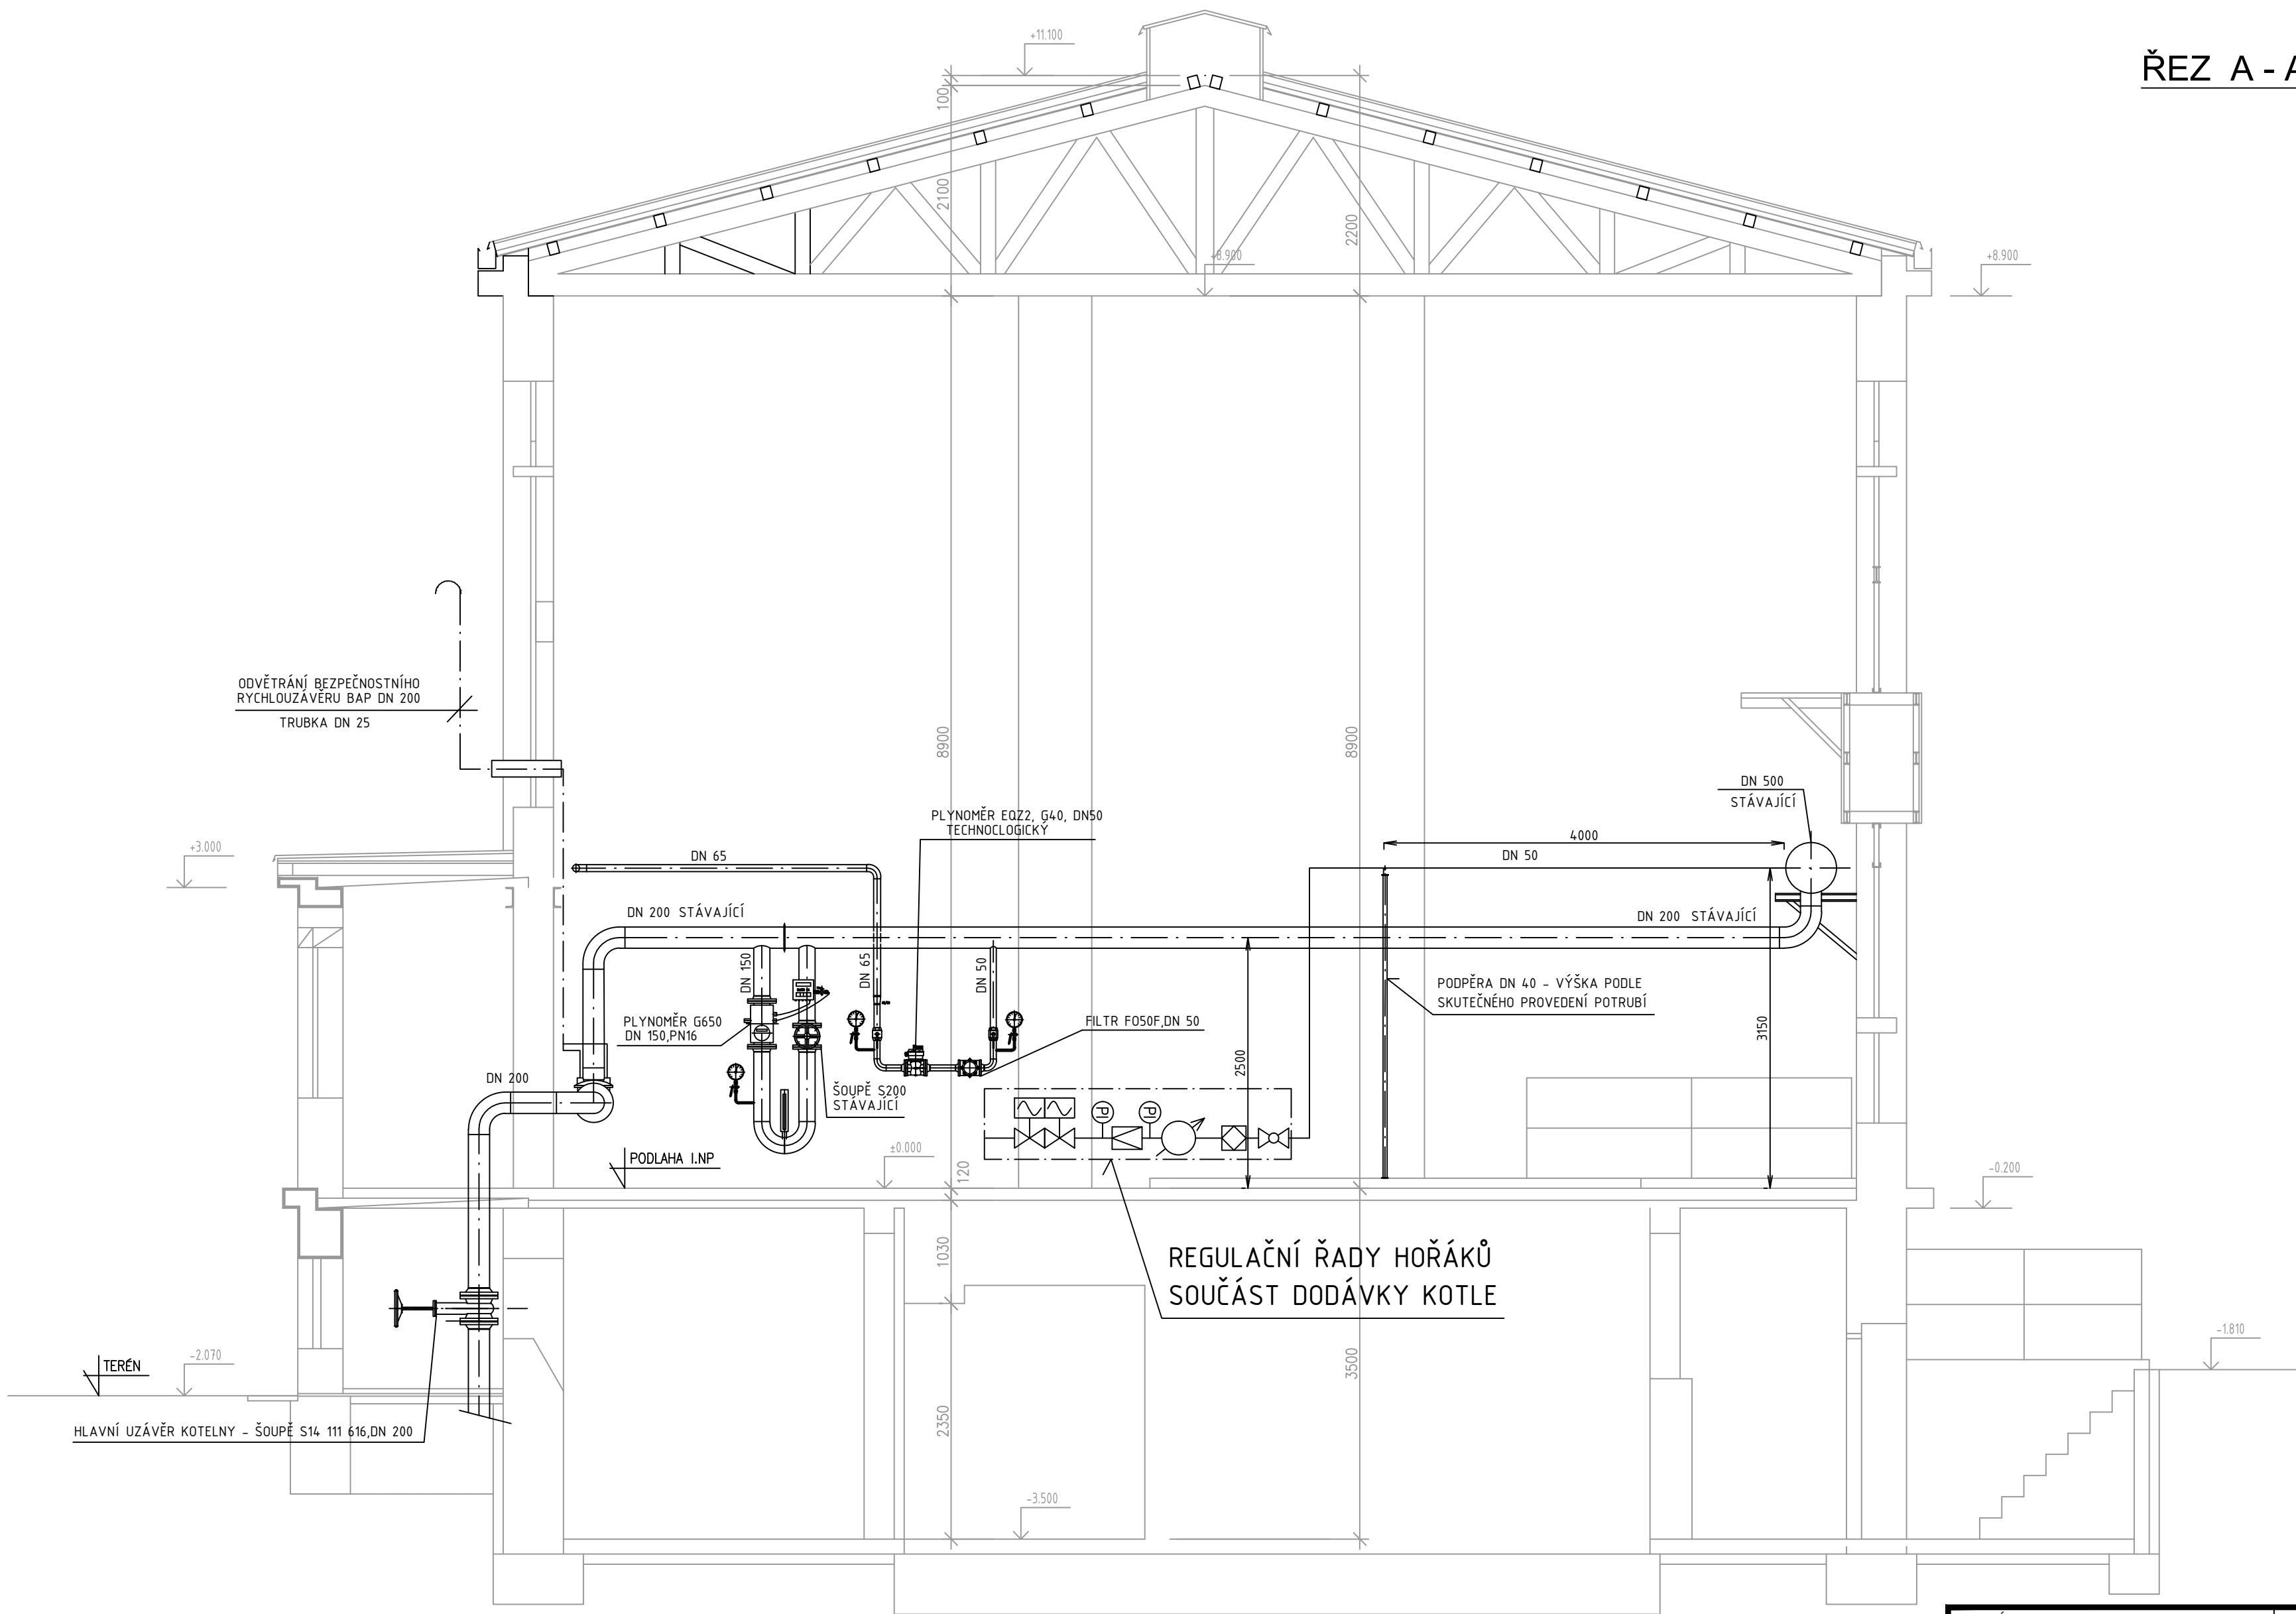 ŘEZ A - A
+11.100
100
2100
2200
+8.900
+8.900
ODVĚTRÁNÍ BEZPEČNOSTNÍHO
RYCHLOUZÁVĚRU BAP DN 200
TRUBKA DN 25
8900
8900
DN 500
STÁVAJÍCÍ
PLYNOMĚR EQZ2, G40, DN50
TECHNOCLOGICKÝ
4000
+3.000
DN 65
DN 50
DN 200 STÁVAJÍCÍ
DN 200 STÁVAJÍCÍ
DN 150
DN 65
DN 50
PODPĚRA DN 40 - VÝŠKA PODLE
SKUTEČNÉHO PROVEDENÍ POTRUBÍ
PLYNOMĚR G650
DN 150,PN16
FILTR FO50F,DN 50
3150
2500
DN 200
ŠOUPĚ S200
STÁVAJÍCÍ
PI
PI
PODLAHA I.NP
±0.000
120
-0.200
REGULAČNÍ ŘADY HOŘÁKŮ
SOUČÁST DODÁVKY KOTLE
1030
3500
-1.810
TERÉN
-2.070
2350
HLAVNÍ UZÁVĚR KOTELNY - ŠOUPĚ S14 111 616,DN 200
-3.500